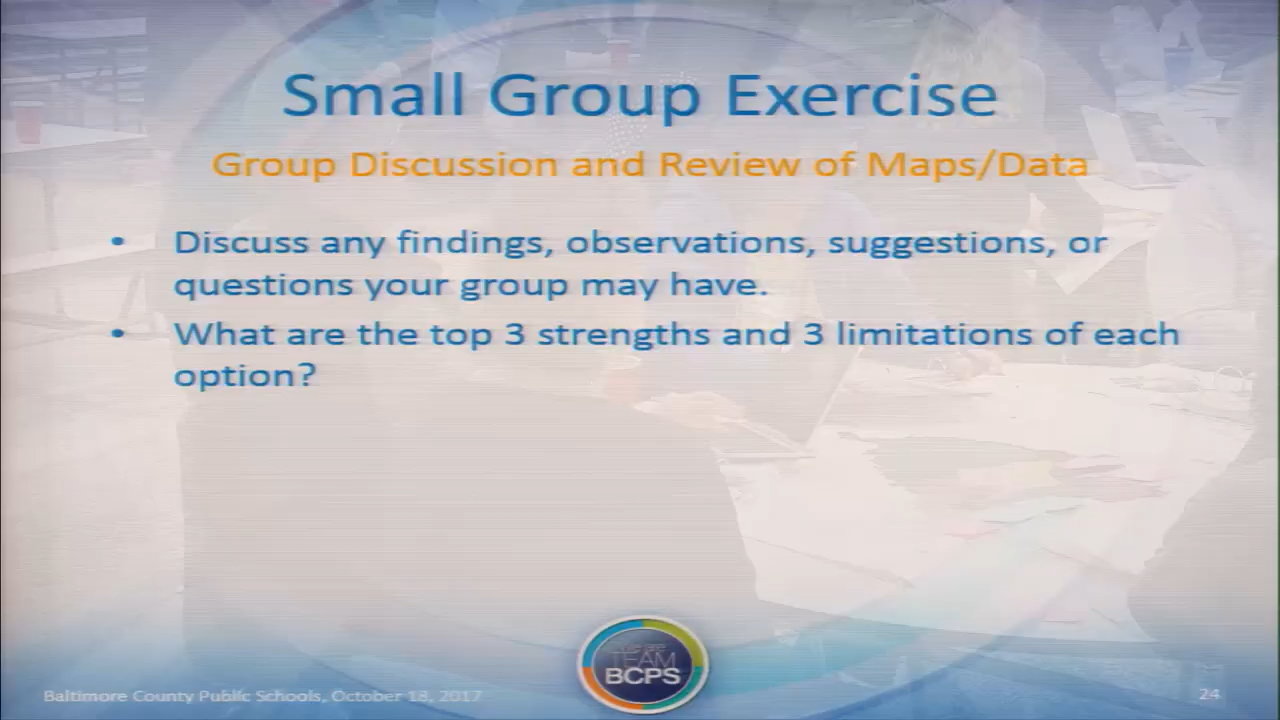 Small Group Exercise
Group Discussion and Review of Maps/Data
• Discuss any findings, observations, suggestions, or
questions your group may have.
• What are the top 3 strengths and 3 limitations of each
option?
TEAM
BCPS
Baltimore County Public Schools, October 18, 2017
24